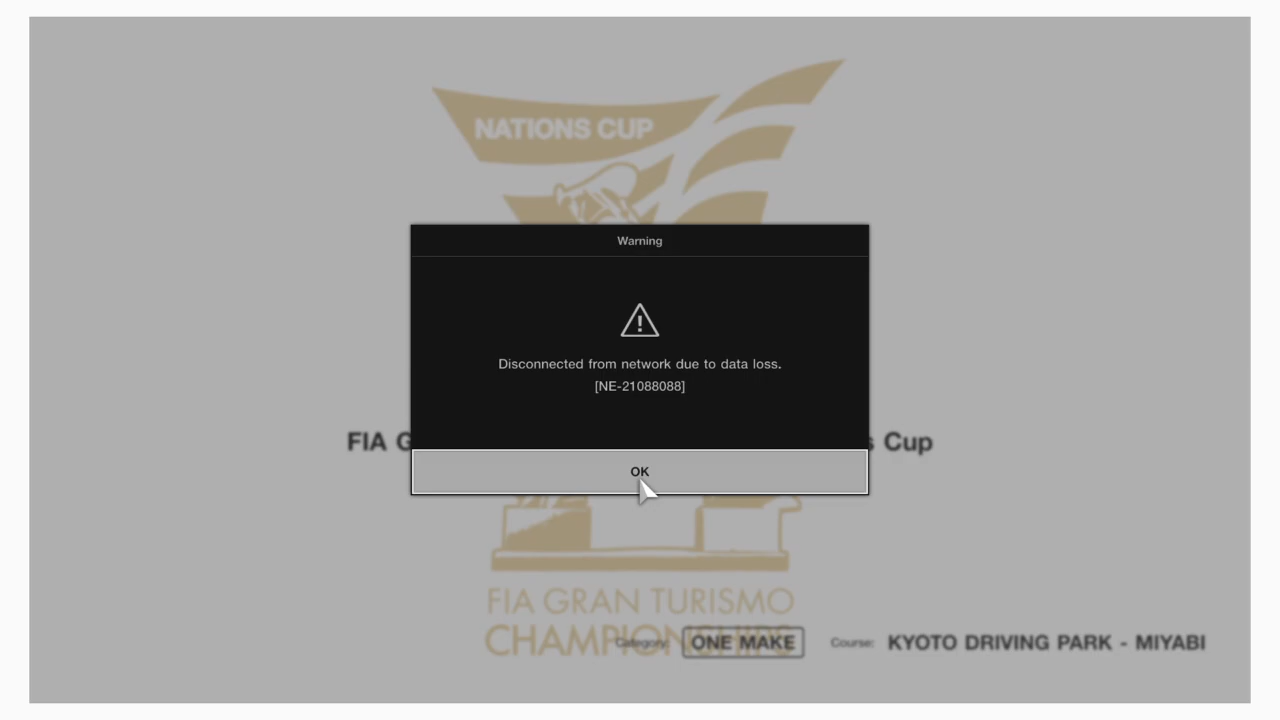 NATIONS CUP
Warning
Disconnected from network due to data loss.
[NE-21088088]
FIA G
s Cup
OK
FIA GRAN TURISMO
CHAMPIONSHIPS
Category: ONE MAKE Course: KYOTO DRIVING PARK - MIYABI